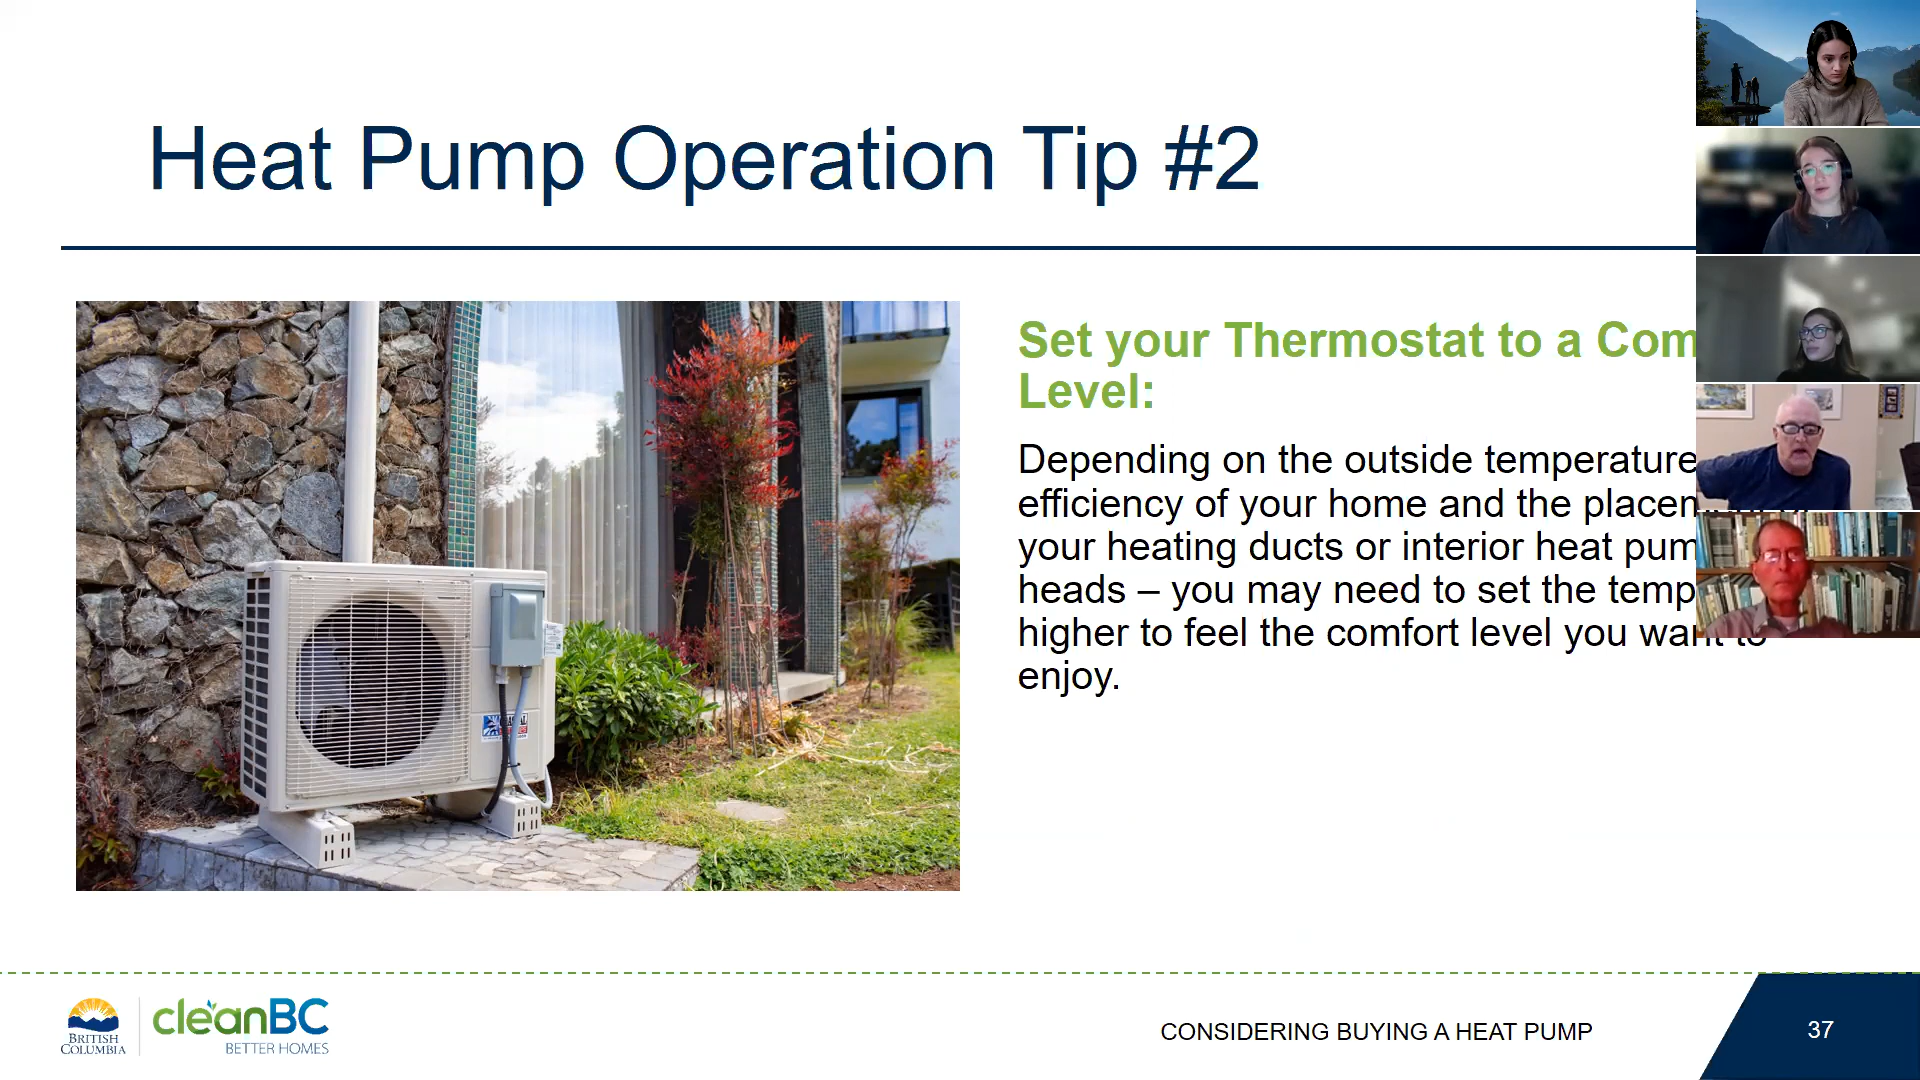 Heat Pump Operation Tip #2
Set your Thermostat to a Com
Level:
Depending on the outside temperature
efficiency of your home and the placem
your heating ducts or interior heat pum
heads – you may need to set the temp
higher to feel the comfort level you want to
enjoy.
BRITISH
COLUMBIA
cleanBC
BETTER HOMES
CONSIDERING BUYING A HEAT PUMP
37